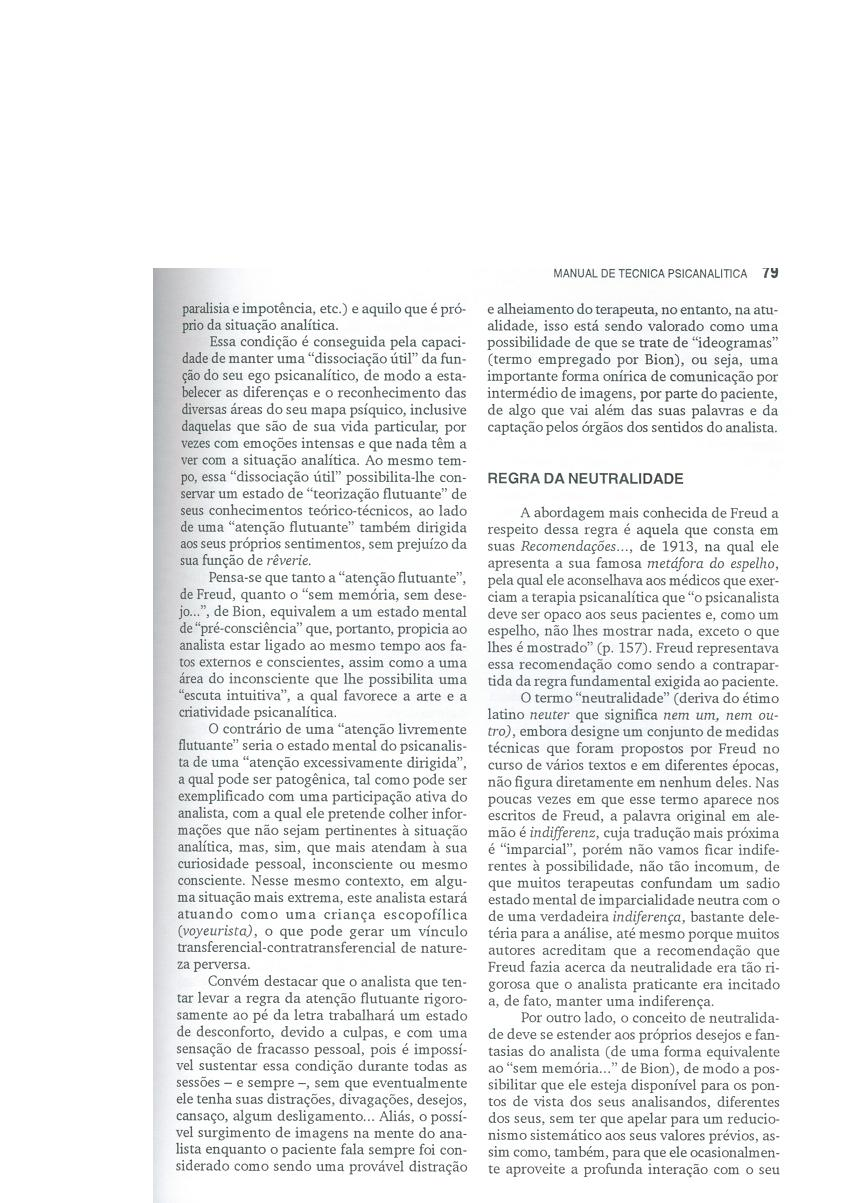 MANUAL DE TÉCNICA PSICANALÍTICA 79
paralisia e impotência, etc.) e aquilo que é pró-
prio da situação analítica.
Essa condição é conseguida pela capaci-
dade de manter uma “dissociação útil” da fun-
ção do seu ego psicanalítico, de modo a esta-
belecer as diferenças e o reconhecimento das
diversas áreas do seu mapa psíquico, inclusive
daquelas que são de sua vida particular, por
vezes com emoções intensas e que nada têm a
ver com a situação analítica. Ao mesmo tem-
po, essa “dissociação útil” possibilita-lhe con-
servar um estado de “teorização flutuante” de
seus conhecimentos teórico-técnicos, ao lado
de uma “atenção flutuante” também dirigida
aos seus próprios sentimentos, sem prejuízo da
sua função de rêverie.
Pensa-se que tanto a “atenção flutuante”,
de Freud, quanto o “sem memória, sem dese-
jo...”, de Bion, equivalem a um estado mental
de “pré-consciência” que, portanto, propicia ao
analista estar ligado ao mesmo tempo aos fa-
tos externos e conscientes, assim como a uma
área do inconsciente que lhe possibilita uma
“escuta intuitiva”, a qual favorece a arte e a
criatividade psicanalítica.
O contrário de uma “atenção livremente
flutuante” seria o estado mental do psicanalis-
ta de uma “atenção excessivamente dirigida”,
a qual pode ser patogênica, tal como pode ser
exemplificado com uma participação ativa do
analista, com a qual ele pretende colher infor-
mações que não sejam pertinentes à situação
analítica, mas, sim, que mais atendam à sua
curiosidade pessoal, inconsciente ou mesmo
consciente. Nesse mesmo contexto, em algu-
ma situação mais extrema, este analista estará
atuando como uma criança escopofílica
(voyeurista), o que pode gerar um vínculo
transferencial-contratransferencial de nature-
za perversa.
Convém destacar que o analista que ten-
tar levar a regra da atenção flutuante rigoro-
samente ao pé da letra trabalhará um estado
de desconforto, devido a culpas, e com uma
sensação de fracasso pessoal, pois é impossí-
vel sustentar essa condição durante todas as
sessões – e sempre –, sem que eventualmente
ele tenha suas distrações, divagações, desejos,
cansaço, algum desligamento... Aliás, o possí-
vel surgimento de imagens na mente do ana-
lista enquanto o paciente fala sempre foi con-
siderado como sendo uma provável distração
e alheiamento do terapeuta, no entanto, na atu-
alidade, isso está sendo valorado como uma
possibilidade de que se trate de “ideogramas”
(termo empregado por Bion), ou seja, uma
importante forma onírica de comunicação por
intermédio de imagens, por parte do paciente,
de algo que vai além das suas palavras e da
captação pelos órgãos dos sentidos do analista.
REGRA DA NEUTRALIDADE
A abordagem mais conhecida de Freud a
respeito dessa regra é aquela que consta em
suas Recomendações..., de 1913, na qual ele
apresenta a sua famosa metáfora do espelho,
pela qual ele aconselhava aos médicos que exer-
ciam a terapia psicanalítica que “o psicanalista
deve ser opaco aos seus pacientes e, como um
espelho, não lhes mostrar nada, exceto o que
lhes é mostrado” (p. 157). Freud representava
essa recomendação como sendo a contrapar-
tida da regra fundamental exigida ao paciente.
O termo “neutralidade” (deriva do étimo
latino neuter que significa nem um, nem ou-
tro), embora designe um conjunto de medidas
técnicas que foram propostos por Freud no
curso de vários textos e em diferentes épocas,
não figura diretamente em nenhum deles. Nas
poucas vezes em que esse termo aparece nos
escritos de Freud, a palavra original em ale-
mão é indifferenz, cuja tradução mais próxima
é “imparcial”, porém não vamos ficar indife-
rentes à possibilidade, não tão incomum, de
que muitos terapeutas confundam um sadio
estado mental de imparcialidade neutra com o
de uma verdadeira indiferença, bastante dele-
téria para a análise, até mesmo porque muitos
autores acreditam que a recomendação que
Freud fazia acerca da neutralidade era tão ri-
gorosa que o analista praticante era incitado
a, de fato, manter uma indiferença.
Por outro lado, o conceito de neutralida-
de deve se estender aos próprios desejos e fan-
tasias do analista (de uma forma equivalente
ao “sem memória...” de Bion), de modo a pos-
sibilitar que ele esteja disponível para os pon-
tos de vista dos seus analisandos, diferentes
dos seus, sem ter que apelar para um reducio-
nismo sistemático aos seus valores prévios, as-
sim como, também, para que ele ocasionalmen-
te aproveite a profunda interação com o seu